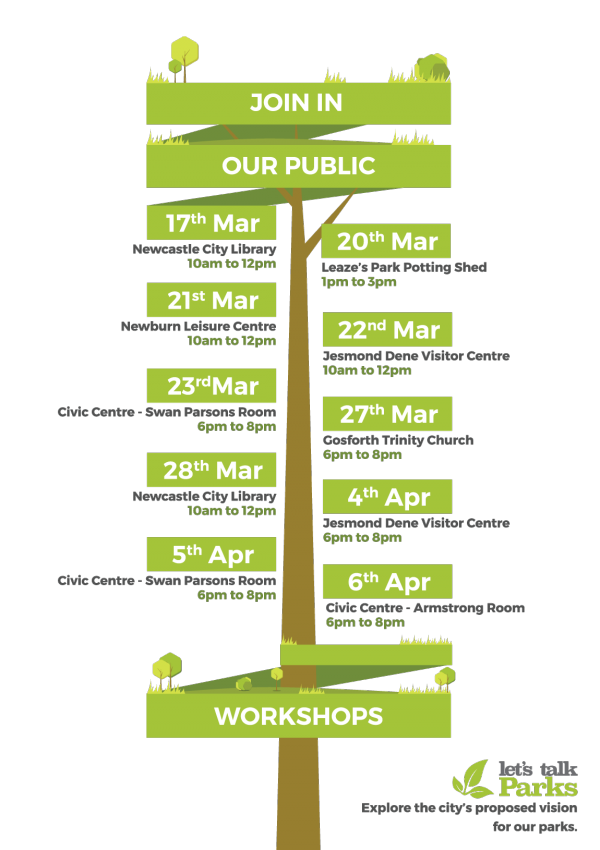 JOIN IN
OUR PUBLIC
17th Mar
Newcastle City Library
10am to 12pm
20th Mar
Leaze's Park Potting Shed
1pm to 3pm
21st Mar
Newburn Leisure Centre
10am to 12pm
22nd Mar
Jesmond Dene Visitor Centre
10am to 12pm
23rdMar
Civic Centre - Swan Parsons Room
6pm to 8pm
27th Mar
Gosforth Trinity Church
6pm to 8pm
28th Mar
Newcastle City Library
10am to 12pm
4th Apr
Jesmond Dene Visitor Centre
6pm to 8pm
5th Apr
Civic Centre - Swan Parsons Room
6pm to 8pm
6th Apr
Civic Centre - Armstrong Room
6pm to 8pm
WORKSHOPS
let's talk
Parks
Explore the city's proposed vision
for our parks.